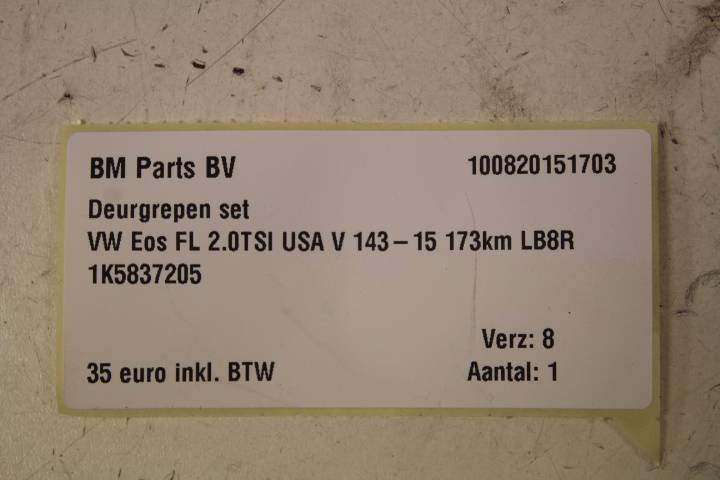 BM Parts BV 100820151703
Deurgrepen set
VW Eos FL 2.0TSI USA V 143-15 173km LB8R
1K5837205
Verz: 8
35 euro inkl. BTW Aantal: 1